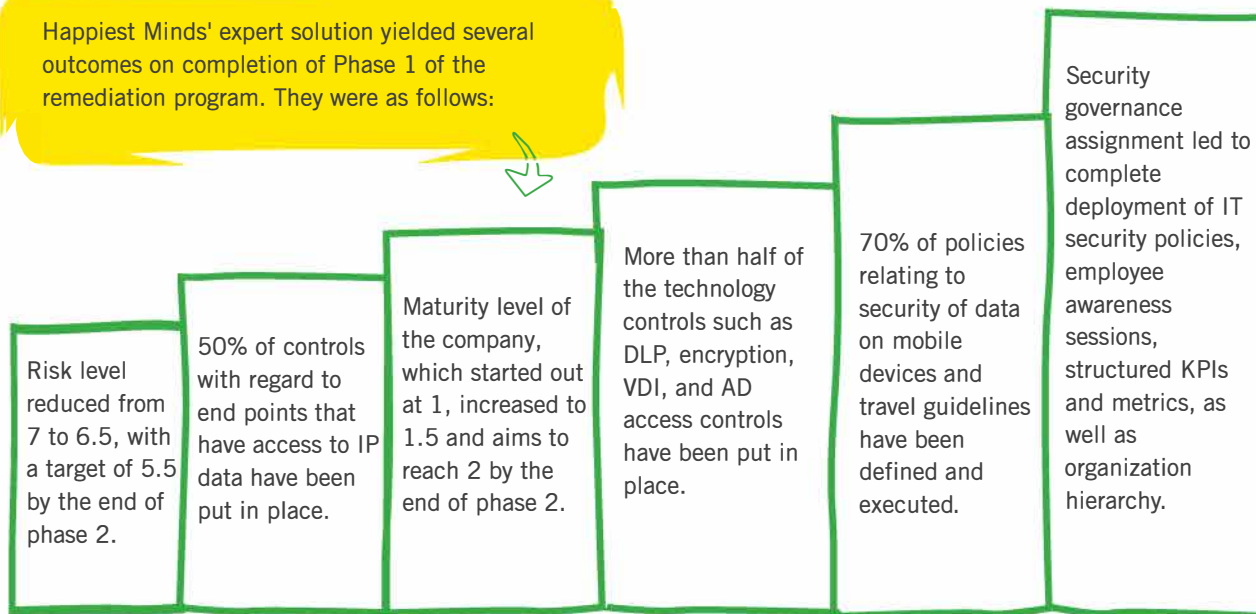 Happiest Minds' expert solution yielded several
outcomes on completion of Phase 1 of the
remediation program. They were as follows:
Risk level
reduced from
7 to 6.5, with
a target of 5.5
by the end of
phase 2.
50% of controls
with regard to
end points that
have access to IP
data have been
put in place.
Maturity level of
the company,
which started out
at 1, increased to
1.5 and aims to
reach 2 by the
end of phase 2.
More than half of
the technology
controls such as
DLP, encryption,
VDI, and AD
access controls
have been put in
place.
70% of policies
relating to
security of data
on mobile
devices and
travel guidelines
have been
defined and
executed.
Security
governance
assignment led to
complete
deployment of IT
security policies,
employee
awareness
sessions,
structured KPIs
and metrics, as
well as
organization
hierarchy.